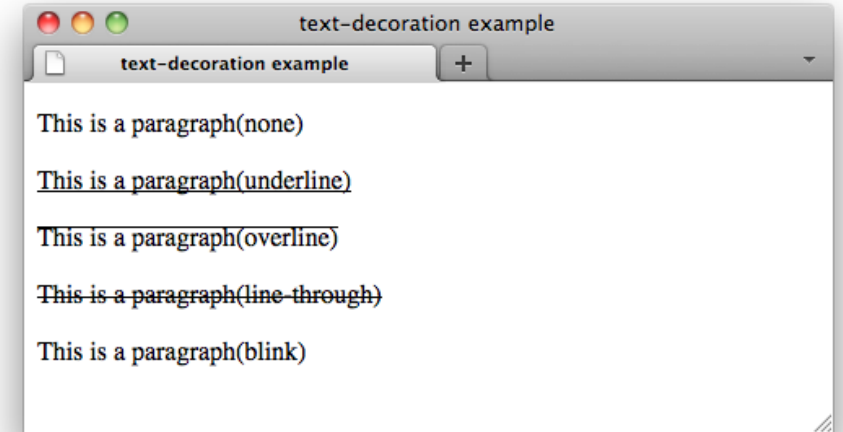 text-decoration example
text-decoration example
This is a paragraph(none)
This is a paragraph(underline)
This is a paragraph(overline)
This is a paragraph(line-through)
This is a paragraph(blink)